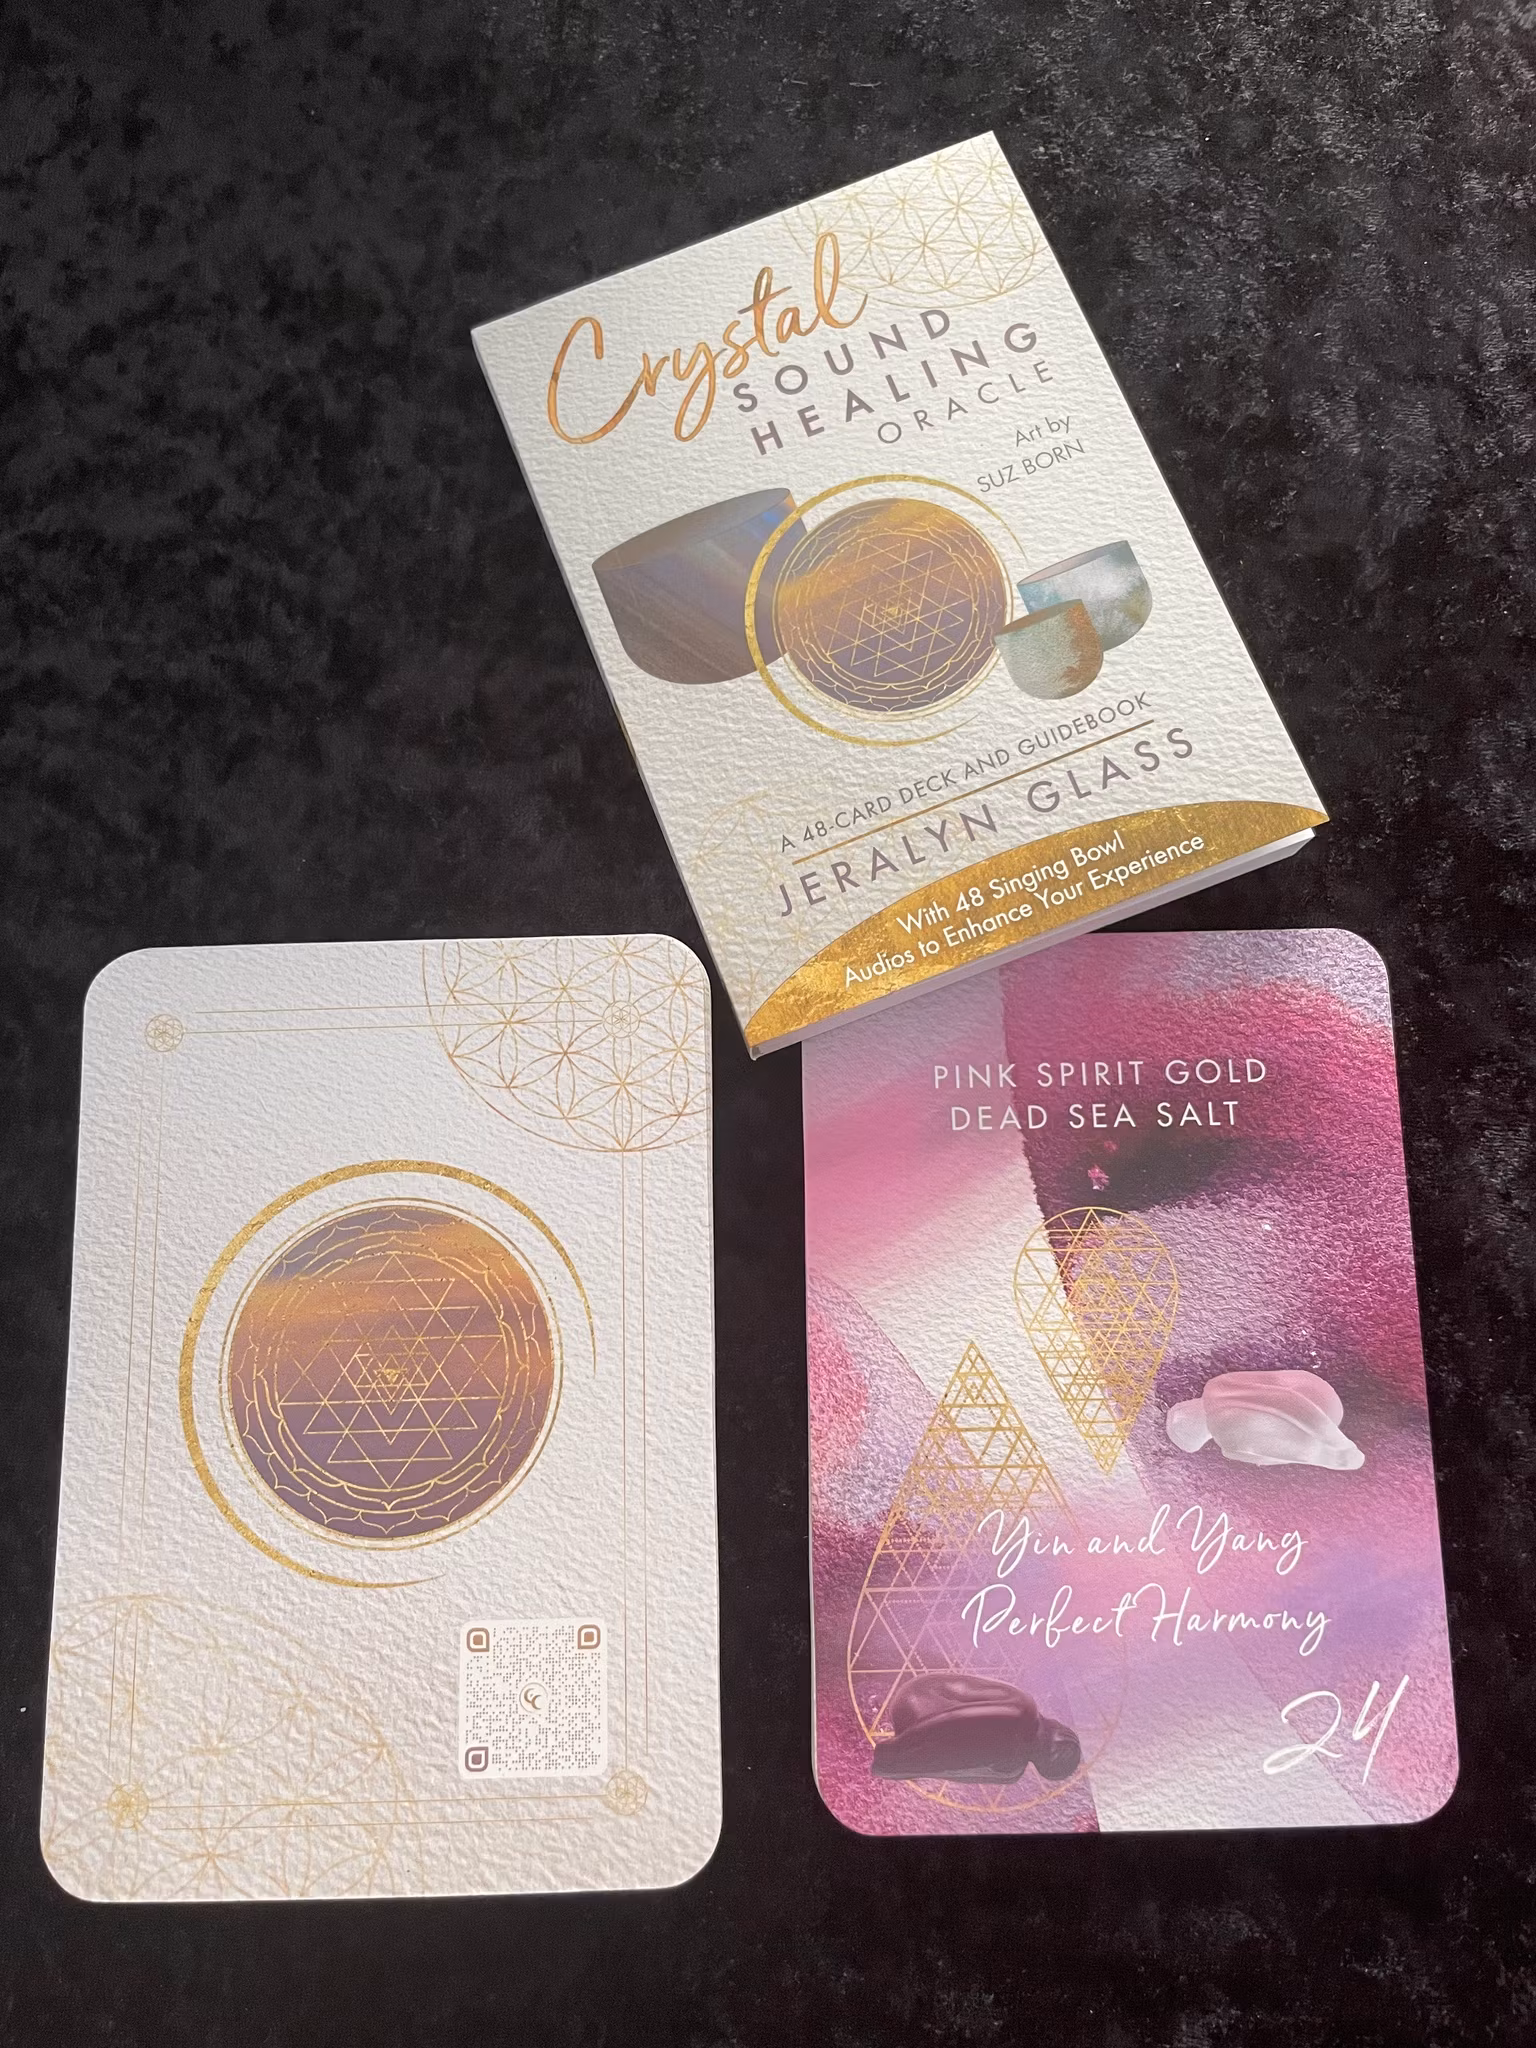 Crystal
SOUND
HEALING
ORACLE
Art by
SUZ BORN
A 48-CARD DECK AND GUIDEBOOK
JERALYN GLASS
With 48 Singing Bowl
Audios to Enhance Your Experience
PINK SPIRIT GOLD
DEAD SEA SALT
Yin and Yang
Perfect Harmony
24